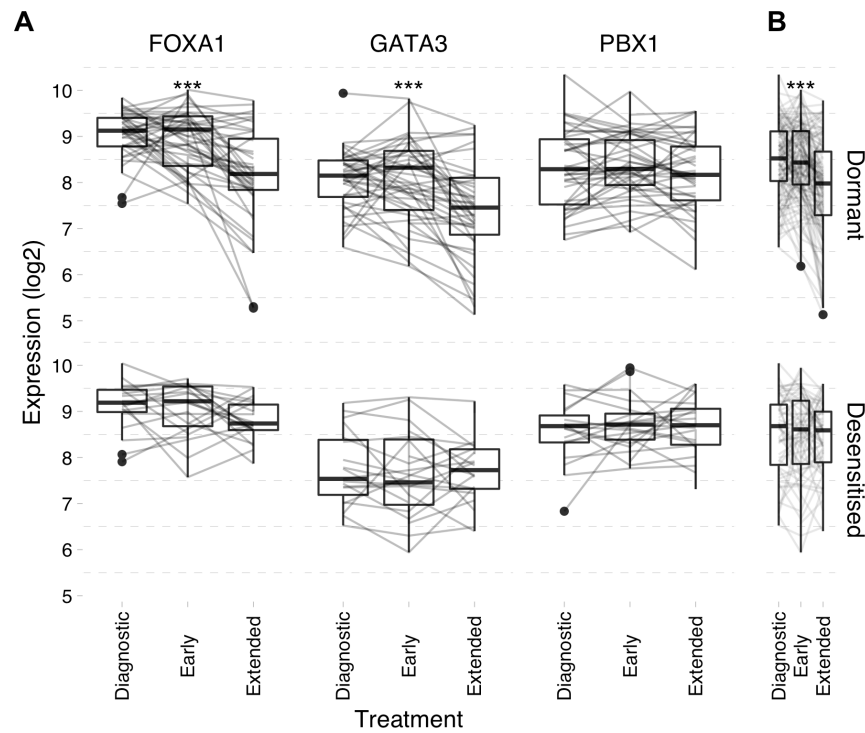 A
B
FOXA1
GATA3
PBX1
Expression (log2)
10
9
8
7
6
5
***
***
***
Dormant
10
9
8
7
6
5
Desensitised
Diagnostic
Early
Extended
Diagnostic
Early
Extended
Diagnostic
Early
Extended
Diagnostic
Early
Extended
Treatment